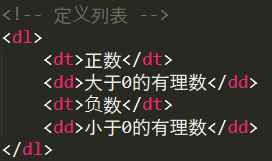 <!-- 定义列表 -->
<dl>
    <dt>正数</dt>
    <dd>大于0的有理数</dd>
    <dt>负数</dt>
    <dd>小于0的有理数</dd>
</dl>